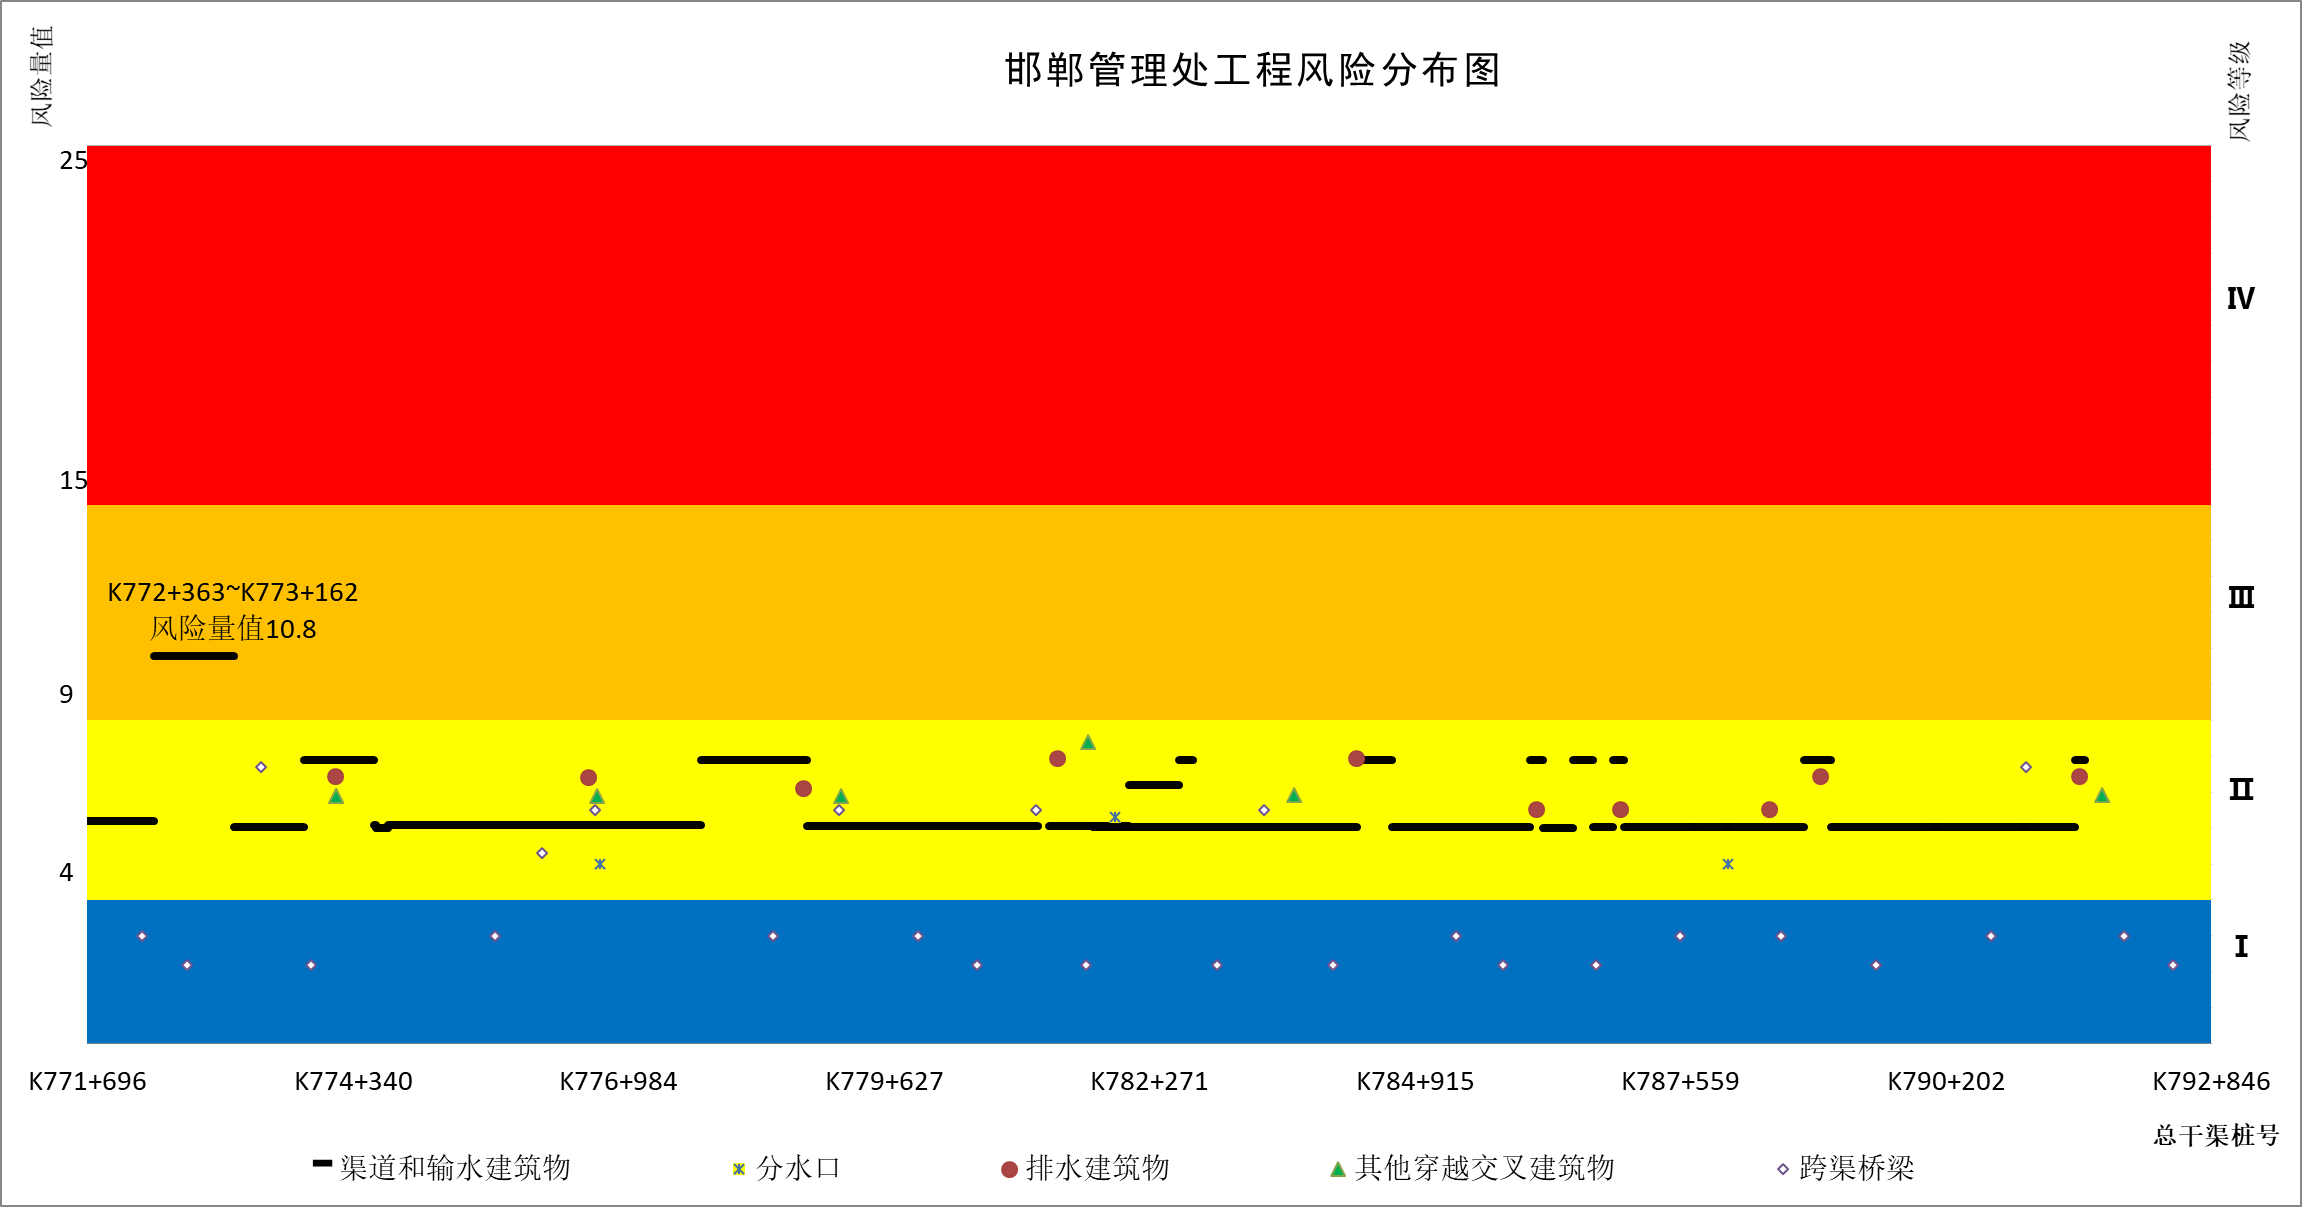 邯郸管理处工程风险分布图
风险量值
风险等级
25
15
9
4
Ⅳ
Ⅲ
Ⅱ
Ⅰ
K772+363~K773+162
风险量值10.8
K771+696 K774+340 K776+984 K779+627 K782+271 K784+915 K787+559 K790+202 K792+846
总干渠桩号
渠道和输水建筑物 分水口 排水建筑物 其他穿越交叉建筑物 跨渠桥梁